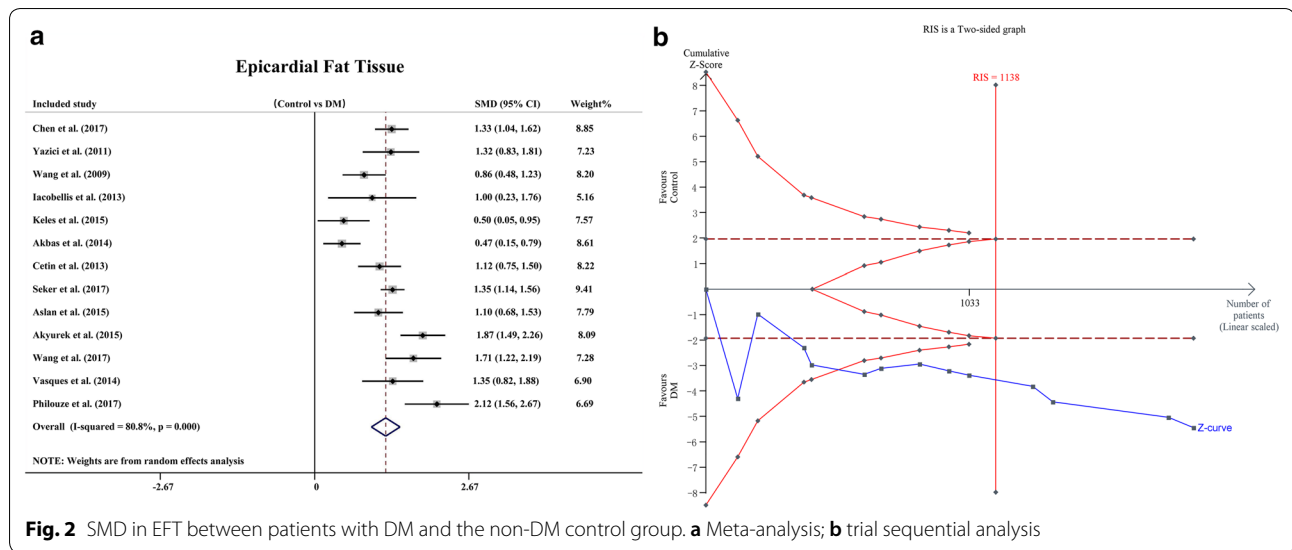 a
Epicardial Fat Tissue
Included study (Control vs DM) SMD (95% CI) Weight%
Chen et al. (2017) 1.33 (1.04, 1.62) 8.85
Yazici et al. (2011) 1.32 (0.83, 1.81) 7.23
Wang et al. (2009) 0.86 (0.48, 1.23) 8.20
Iacobellis et al. (2013) 1.00 (0.23, 1.76) 5.16
Keles et al. (2015) 0.50 (0.05, 0.95) 7.57
Akbas et al. (2014) 0.47 (0.15, 0.79) 8.61
Cetin et al. (2013) 1.12 (0.75, 1.50) 8.22
Seker et al. (2017) 1.35 (1.14, 1.56) 9.41
Aslan et al. (2015) 1.10 (0.68, 1.53) 7.79
Akyurek et al. (2015) 1.87 (1.49, 2.26) 8.09
Wang et al. (2017) 1.71 (1.22, 2.19) 7.28
Vasques et al. (2014) 1.35 (0.82, 1.88) 6.90
Philouze et al. (2017) 2.12 (1.56, 2.67) 6.69
Overall (I-squared = 80.8%, p = 0.000)
NOTE: Weights are from random effects analysis
-2.67 0 2.67
b
RIS is a Two-sided graph
Cumulative
Z-Score
RIS = 1138
8
7
6
5
4
3
2
1
-1
-2
-3
-4
-5
-6
-7
-8
Favours
Control
Favours
DM
1033
Number of
patients
(Linear scaled)
Z-curve
Fig. 2 SMD in EFT between patients with DM and the non-DM control group. a Meta-analysis; b trial sequential analysis